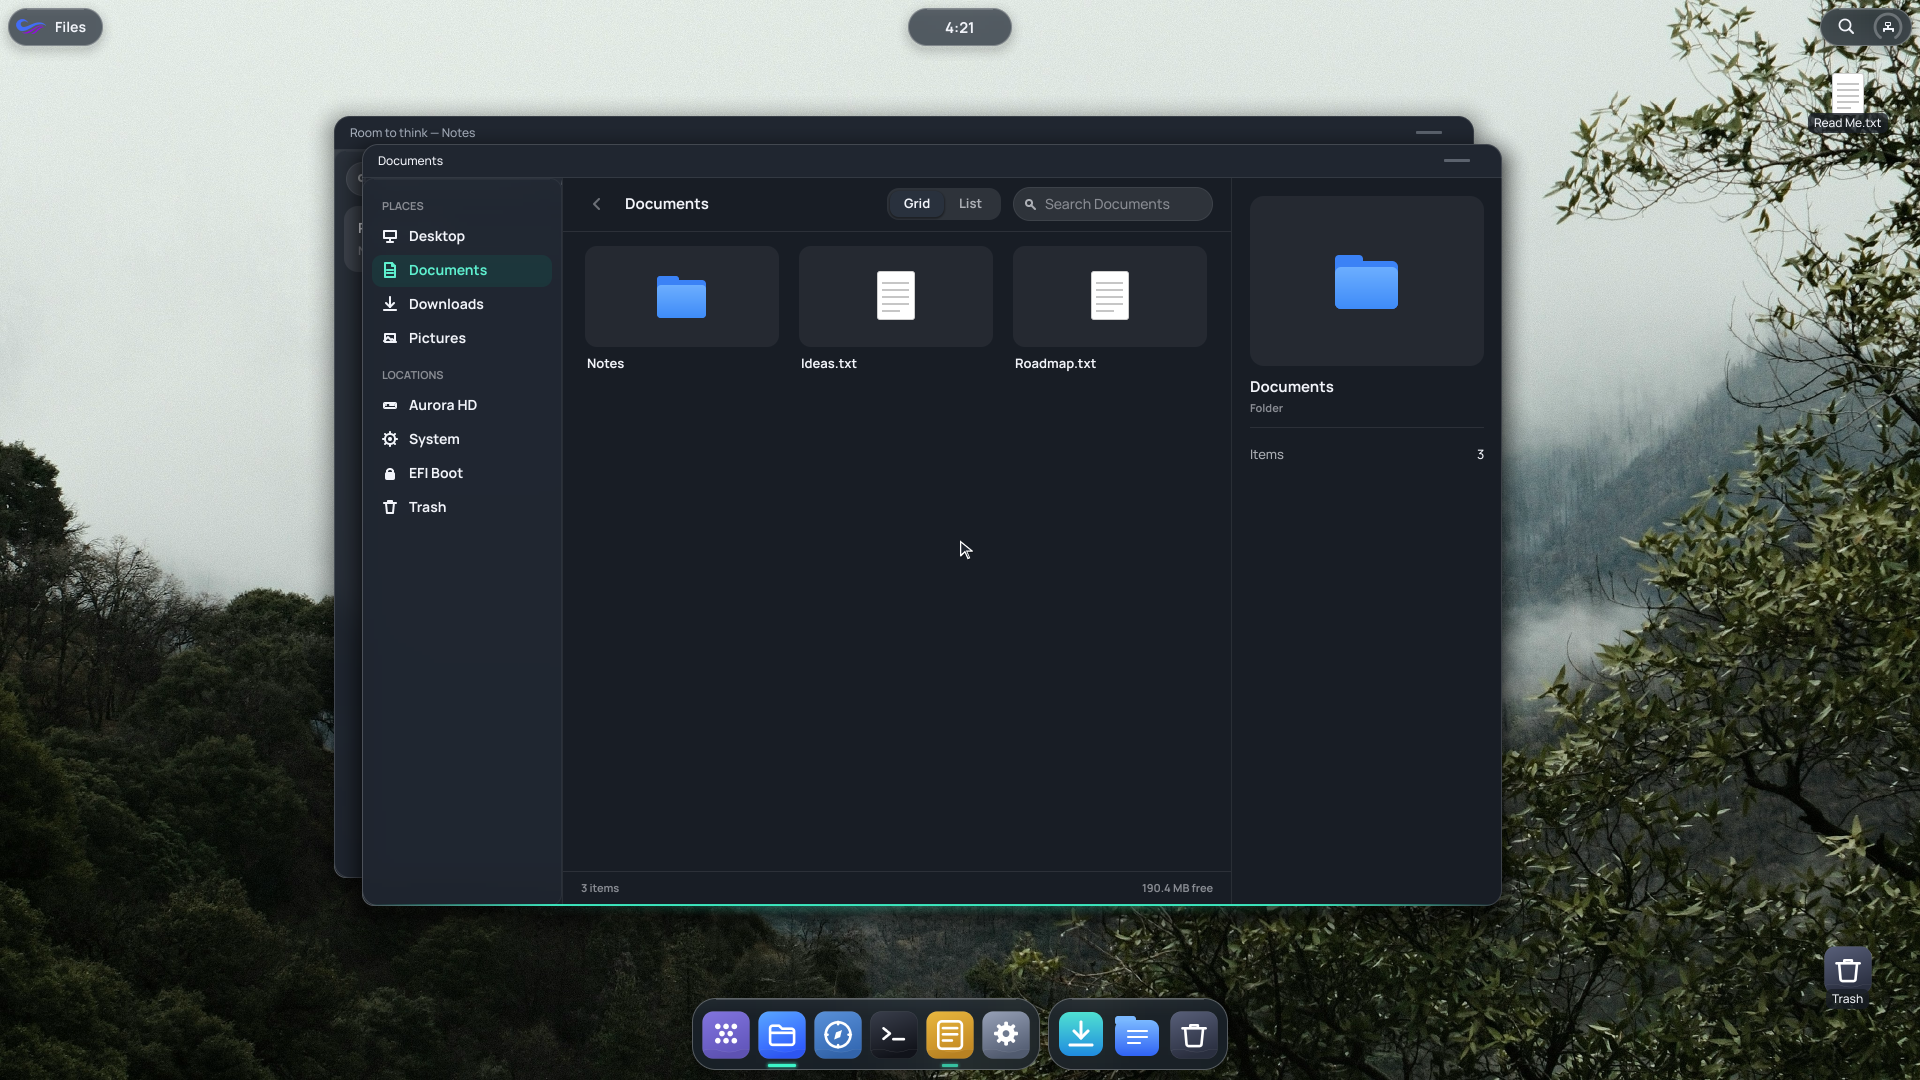 Files
4:21
Read Me.txt
Room to think — Notes
Documents
PLACES
Desktop
Documents
Downloads
Pictures
LOCATIONS
Aurora HD
System
EFI Boot
Trash
Documents
Grid
List
Search Documents
Notes
Ideas.txt
Roadmap.txt
Documents
Folder
Items
3
3 items
190.4 MB free
Trash